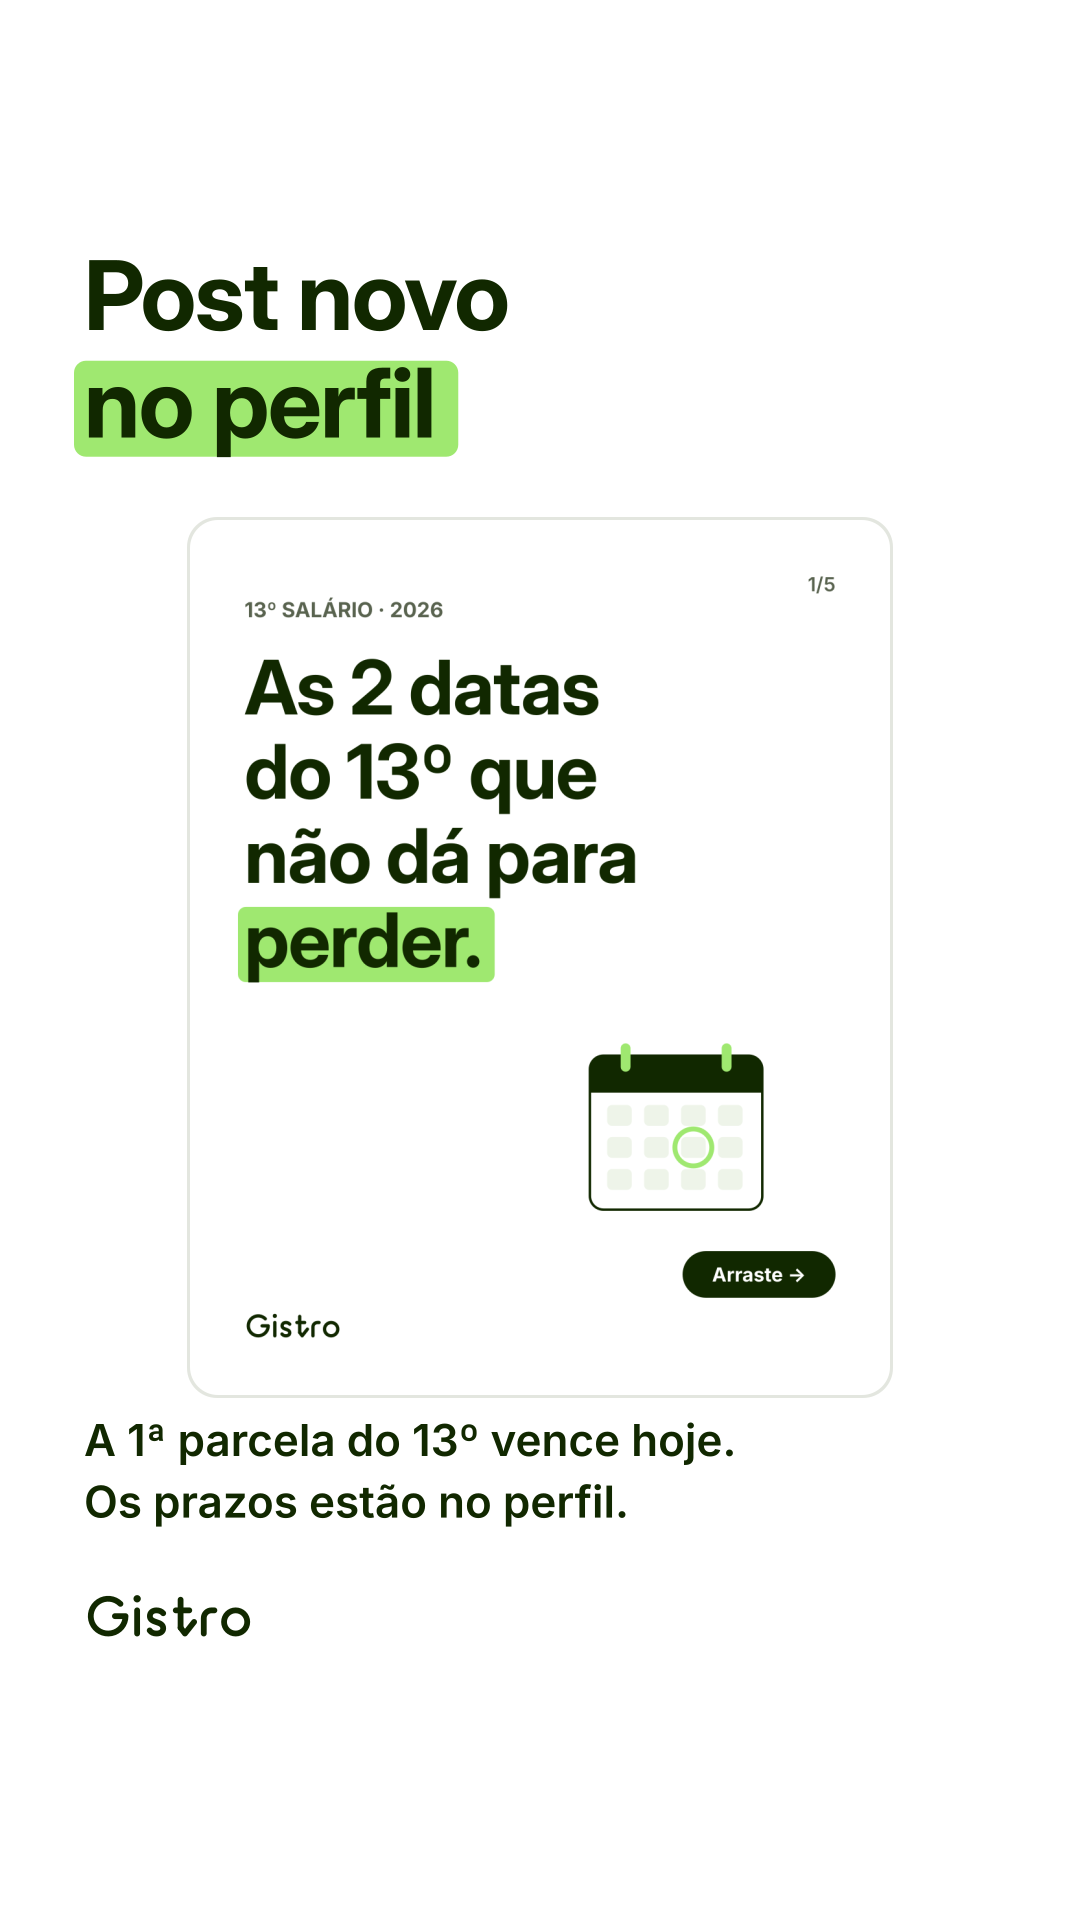 Post novo
no perfil
1/5
13º SALÁRIO · 2026
As 2 datas
do 13º que
não dá para
perder.
Arraste →
Gistro
A 1ª parcela do 13º vence hoje.
Os prazos estão no perfil.
Gistro